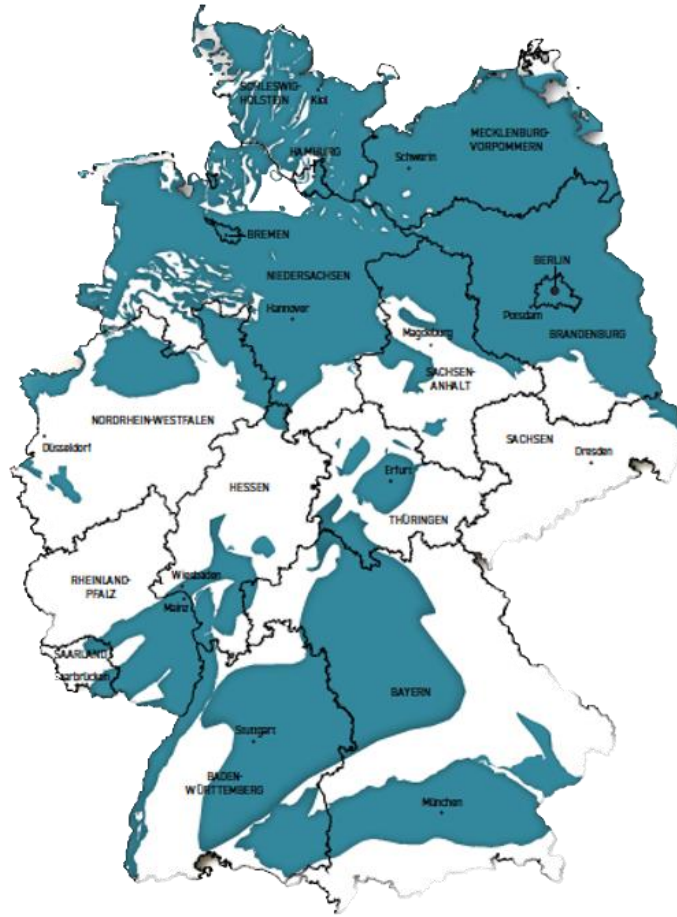 SCHLESWIG-
HOLSTEIN
Kiel
HAMBURG
MECKLENBURG-
VORPOMMERN
Schwerin
BREMEN
NIEDERSACHSEN
BERLIN
Hannover
Potsdam
BRANDENBURG
Magdeburg
SACHSEN-
ANHALT
NORDRHEIN-WESTFALEN
Düsseldorf
SACHSEN
Dresden
HESSEN
Erfurt
THÜRINGEN
RHEINLAND-
PFALZ
Wiesbaden
Mainz
SAARLAND
Saarbrücken
BAYERN
Stuttgart
BADEN-
WÜRTTEMBERG
München